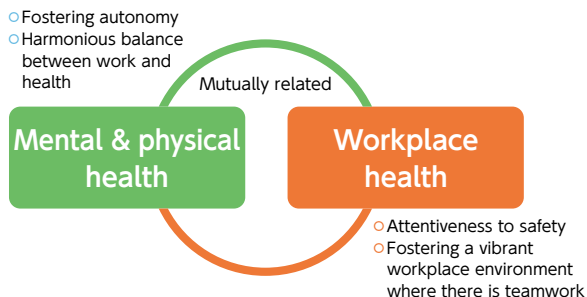 Fostering autonomy
Harmonious balance
between work and
health
Mutually related
Mental & physical
health
Workplace
health
Attentiveness to safety
Fostering a vibrant
workplace environment
where there is teamwork